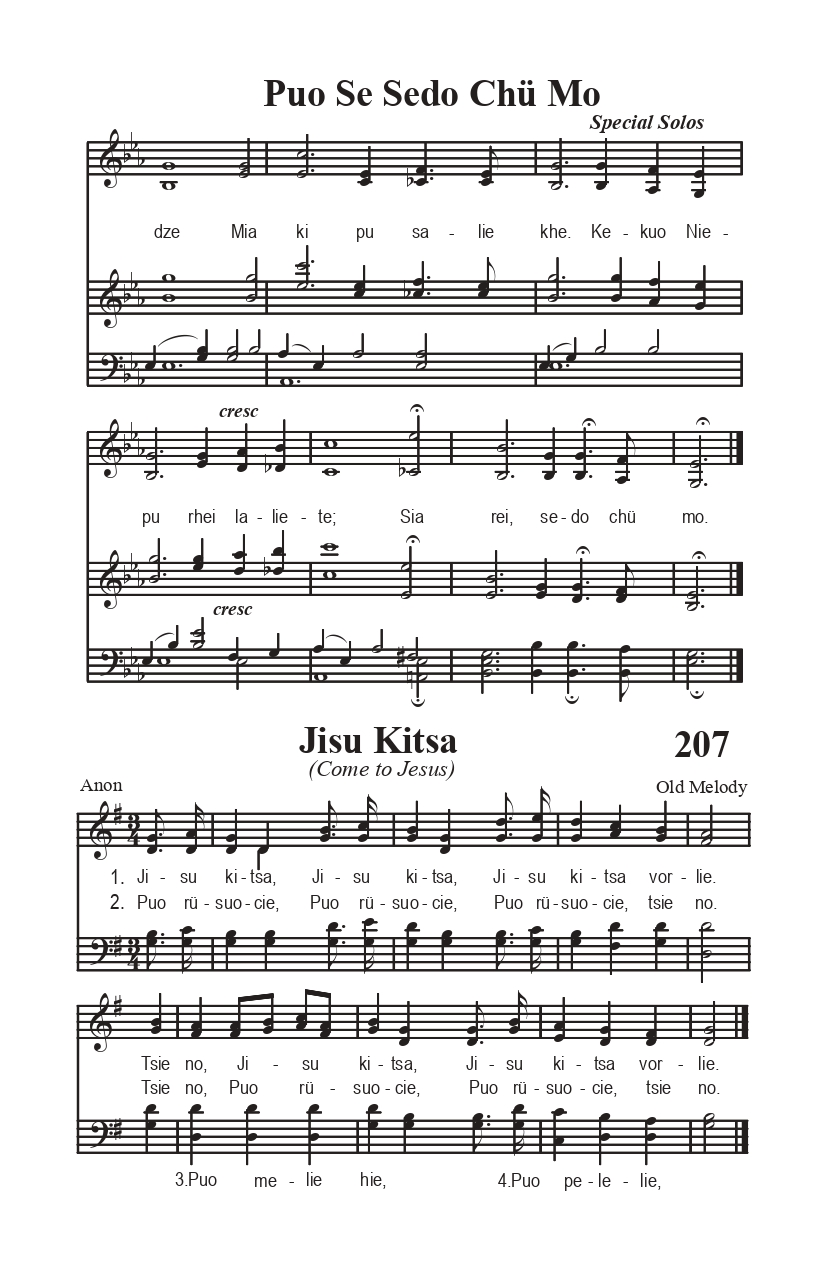 Puo Se Sedo Chü Mo
Special Solos
dze Mia ki pu sa - lie khe. Ke - kuo Nie -
cresc
pu rhei la - lie - te; Sia rei, se - do chü mo.
cresc
Jisu Kitsa 207
(Come to Jesus)
Anon Old Melody
3/4
1. Ji - su ki - tsa, Ji - su ki - tsa, Ji - su ki - tsa vor - lie.
2. Puo rü - suo - cie, Puo rü - suo - cie, Puo rü - suo - cie, tsie no.
3/4
Tsie no, Ji - su ki - tsa, Ji - su ki - tsa vor - lie.
Tsie no, Puo rü - suo - cie, Puo rü - suo - cie, tsie no.
3.Puo me - lie hie, 4.Puo pe - le - lie,